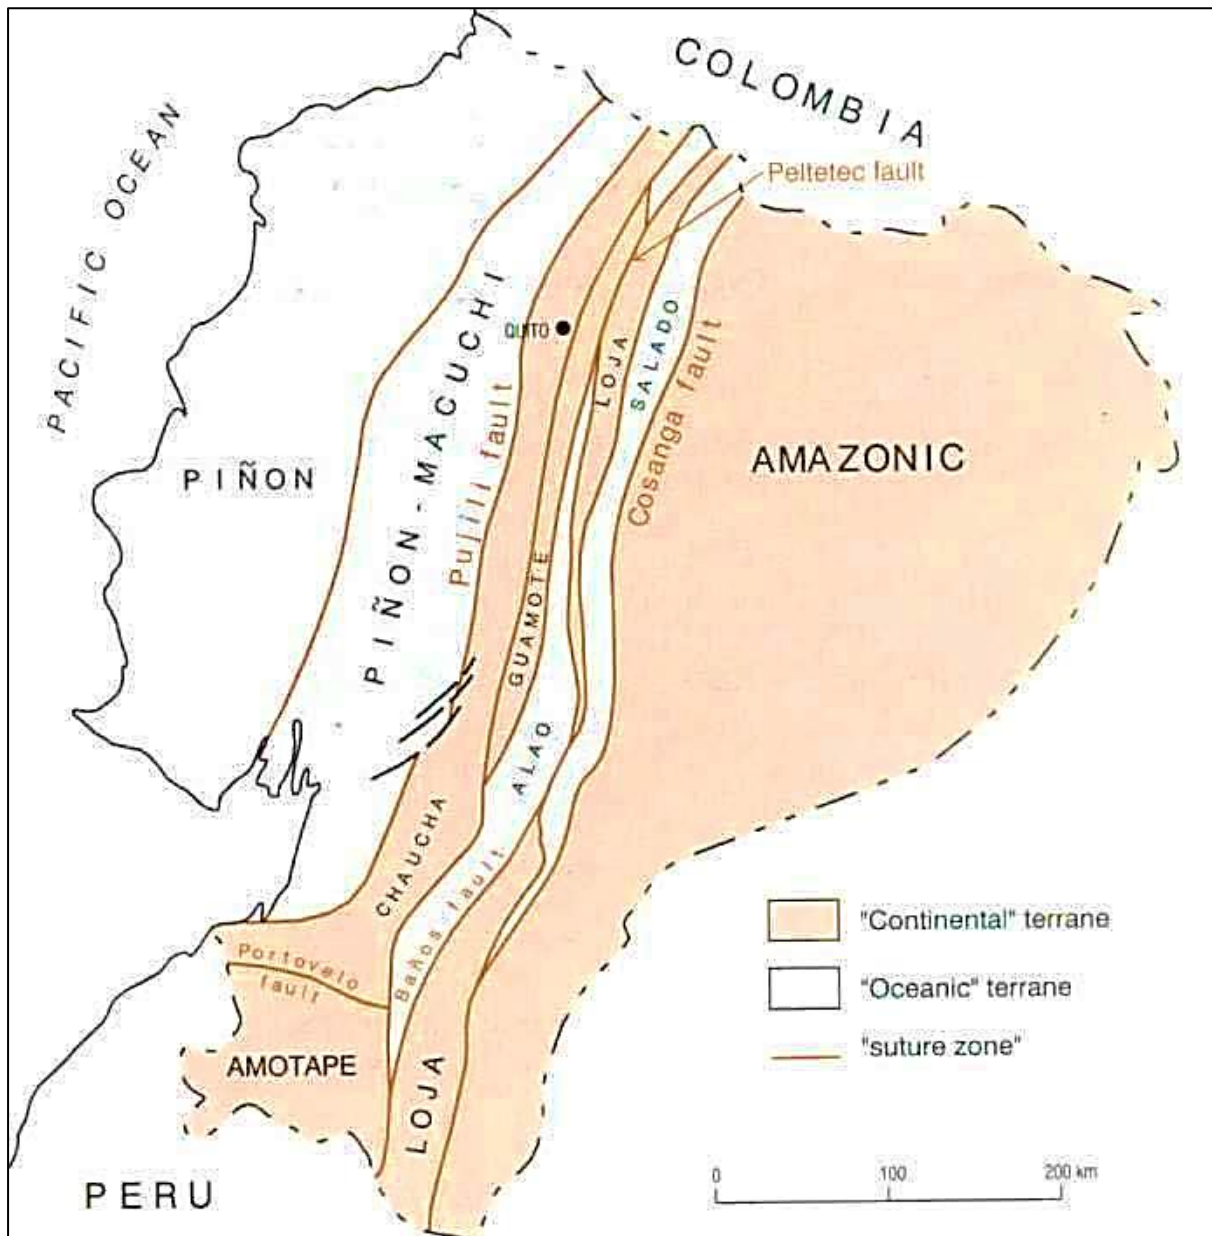 COLOMBIA
PACIFIC OCEAN
Peltetec fault
QUITO
PIÑON
PIÑON-MACUCHI
Pujili fault
LOJA
SALADO
Cosanga fault
AMAZONIC
GUAMOTE
ALAO
CHAUCHA
Baños fault
Portovelo
fault
AMOTAPE
LOJA
PERU
"Continental" terrane
"Oceanic" terrane
"suture zone"
0 100 200 km